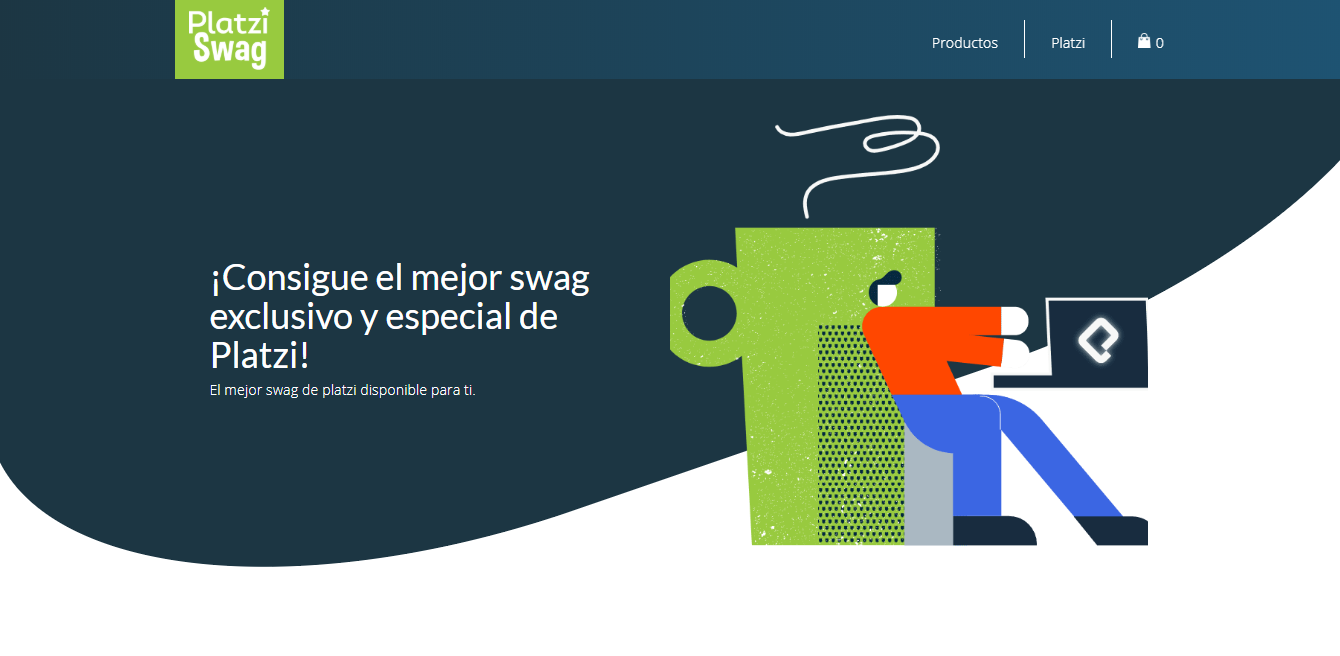 Platzi
Swag
Productos
Platzi
0
¡Consigue el mejor swag
exclusivo y especial de
Platzi!
El mejor swag de platzi disponible para ti.